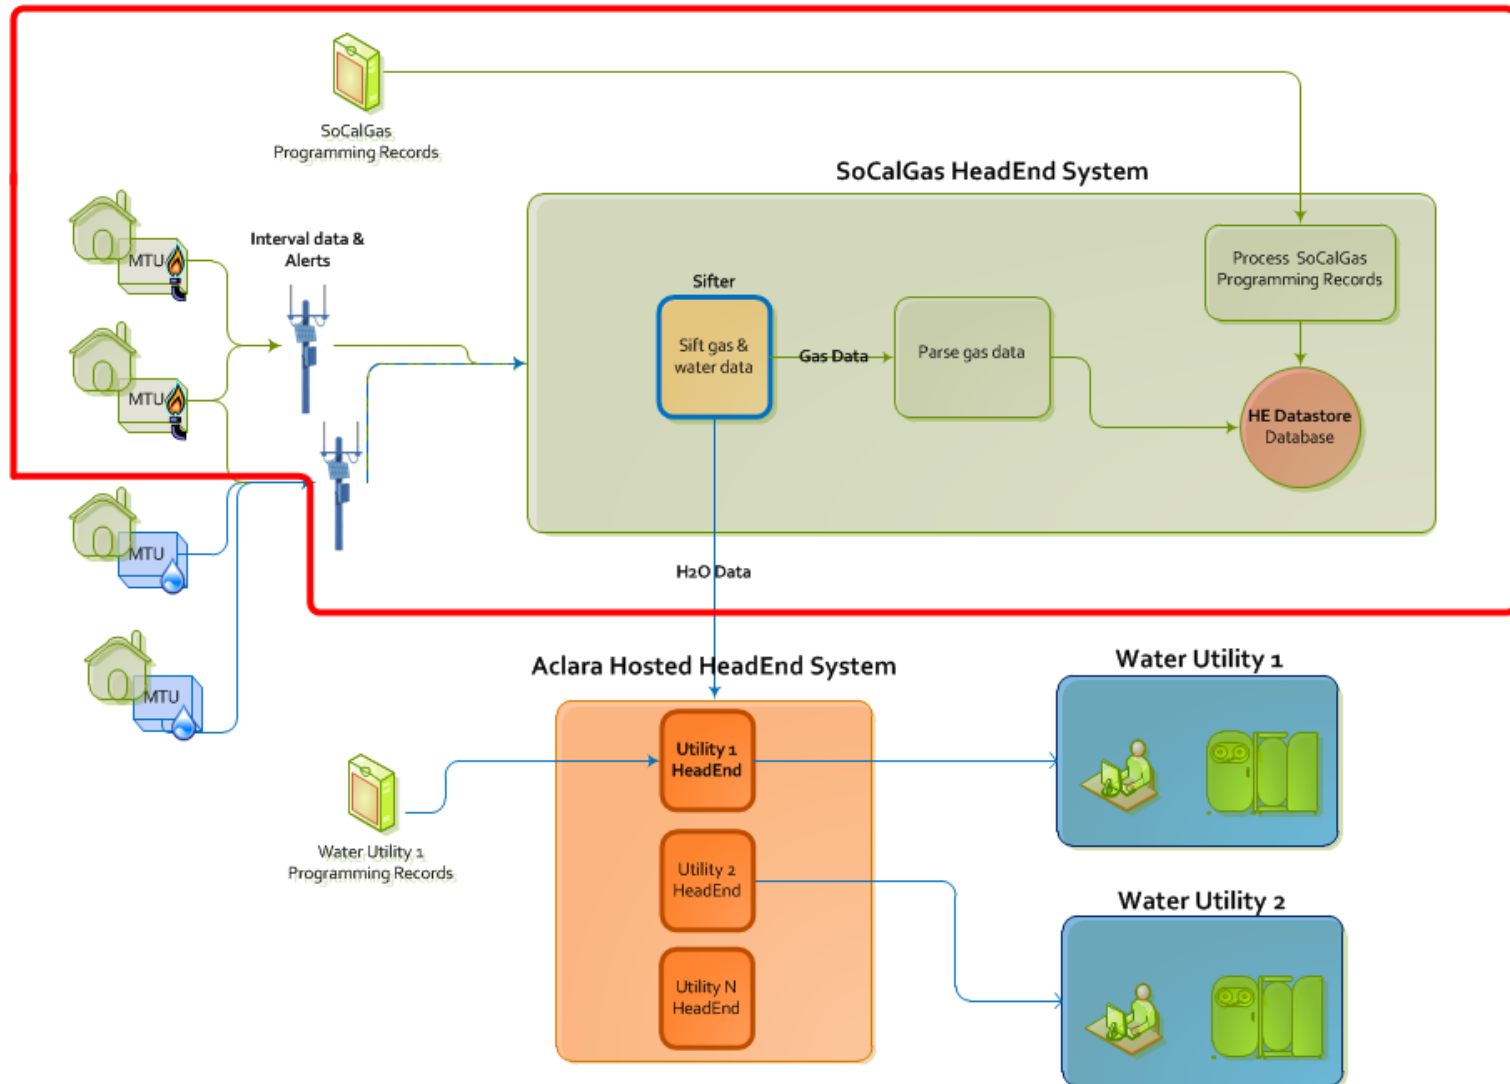 SoCalGas
Programming Records
SoCalGas HeadEnd System
Interval data &
Alerts
MTU
MTU
MTU
MTU
Sifter
Sift gas &
water data
Gas Data
Parse gas data
Process SoCalGas
Programming Records
HE Datastore
Database
H2O Data
Aclara Hosted HeadEnd System
Utility 1
HeadEnd
Utility 2
HeadEnd
Utility N
HeadEnd
Water Utility 1
Programming Records
Water Utility 1
Water Utility 2